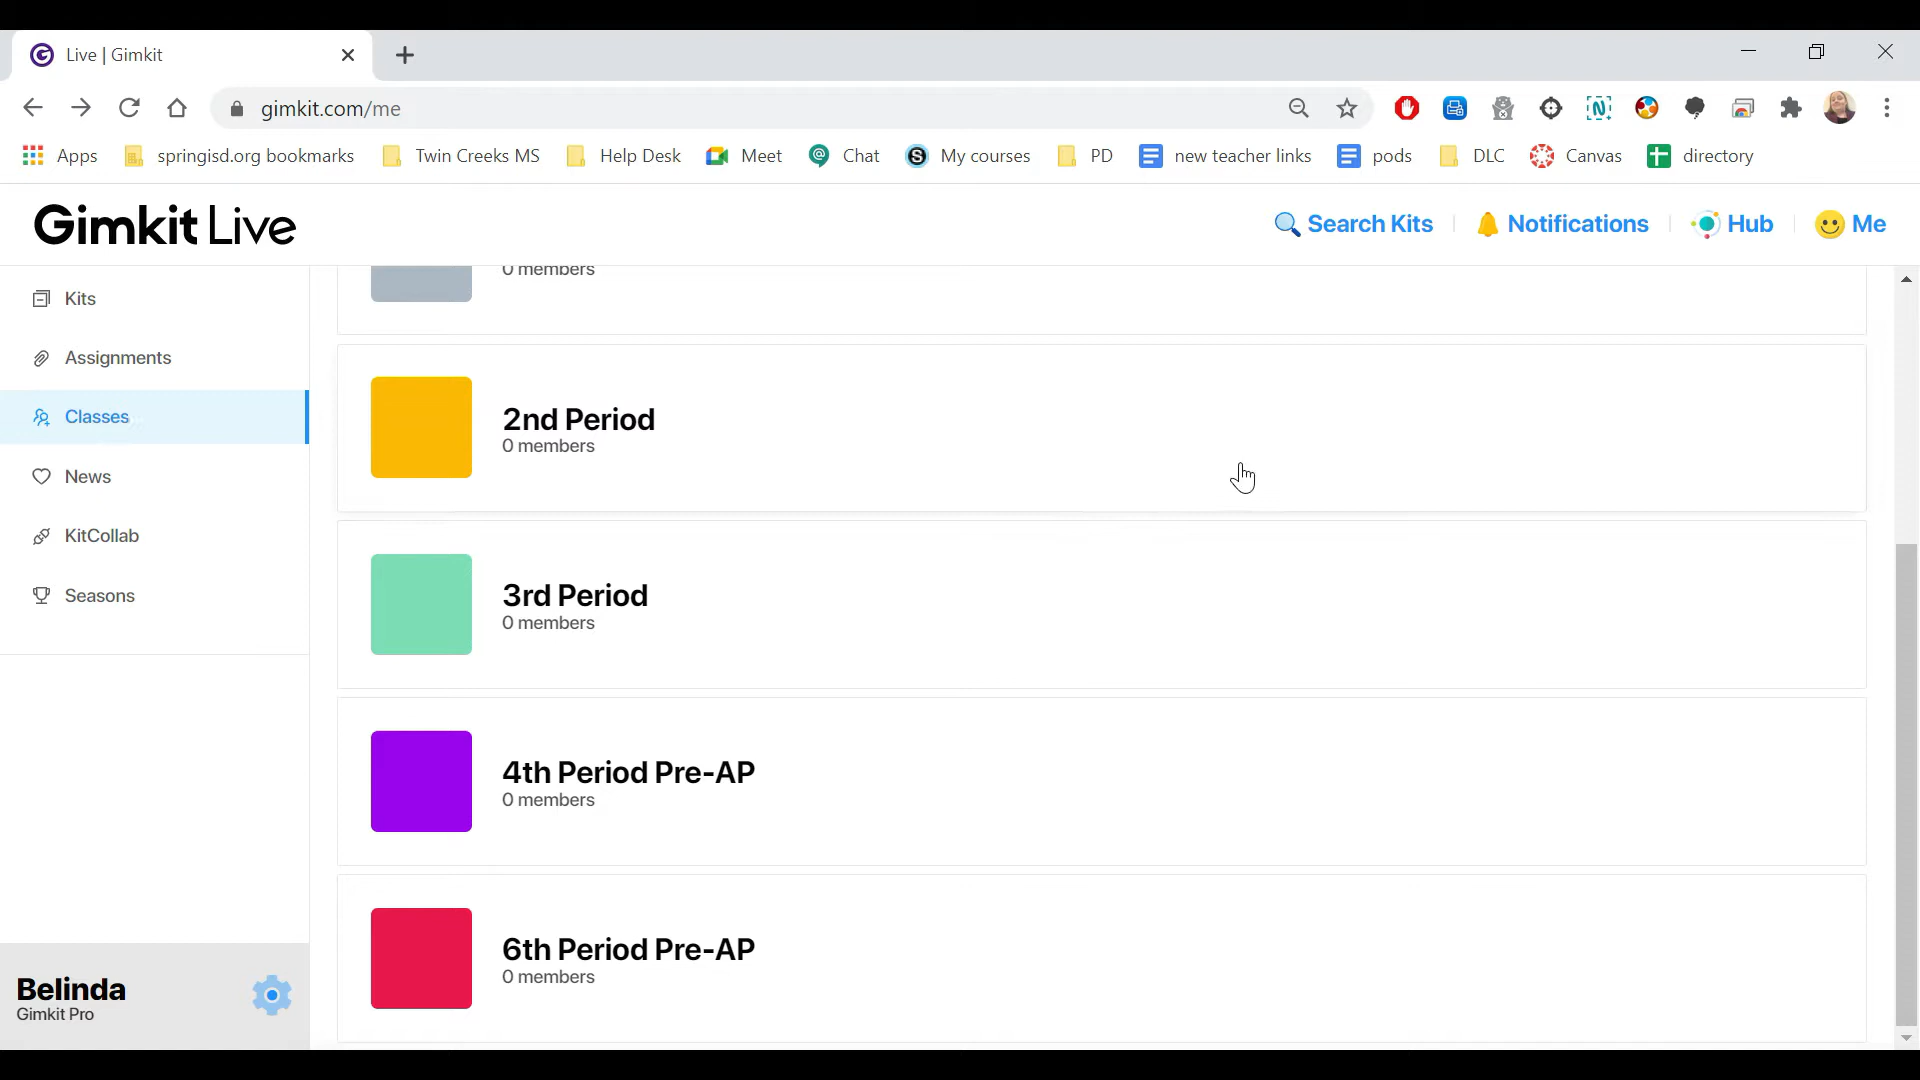 Live | Gimkit
gimkit.com/me
Apps springisd.org bookmarks Twin Creeks MS Help Desk Meet Chat My courses PD new teacher links pods DLC Canvas directory
Gimkit Live
Search Kits Notifications Hub Me
0 members
Kits
Assignments
Classes
News
KitCollab
Seasons
2nd Period
0 members
3rd Period
0 members
4th Period Pre-AP
0 members
6th Period Pre-AP
0 members
Belinda
Gimkit Pro